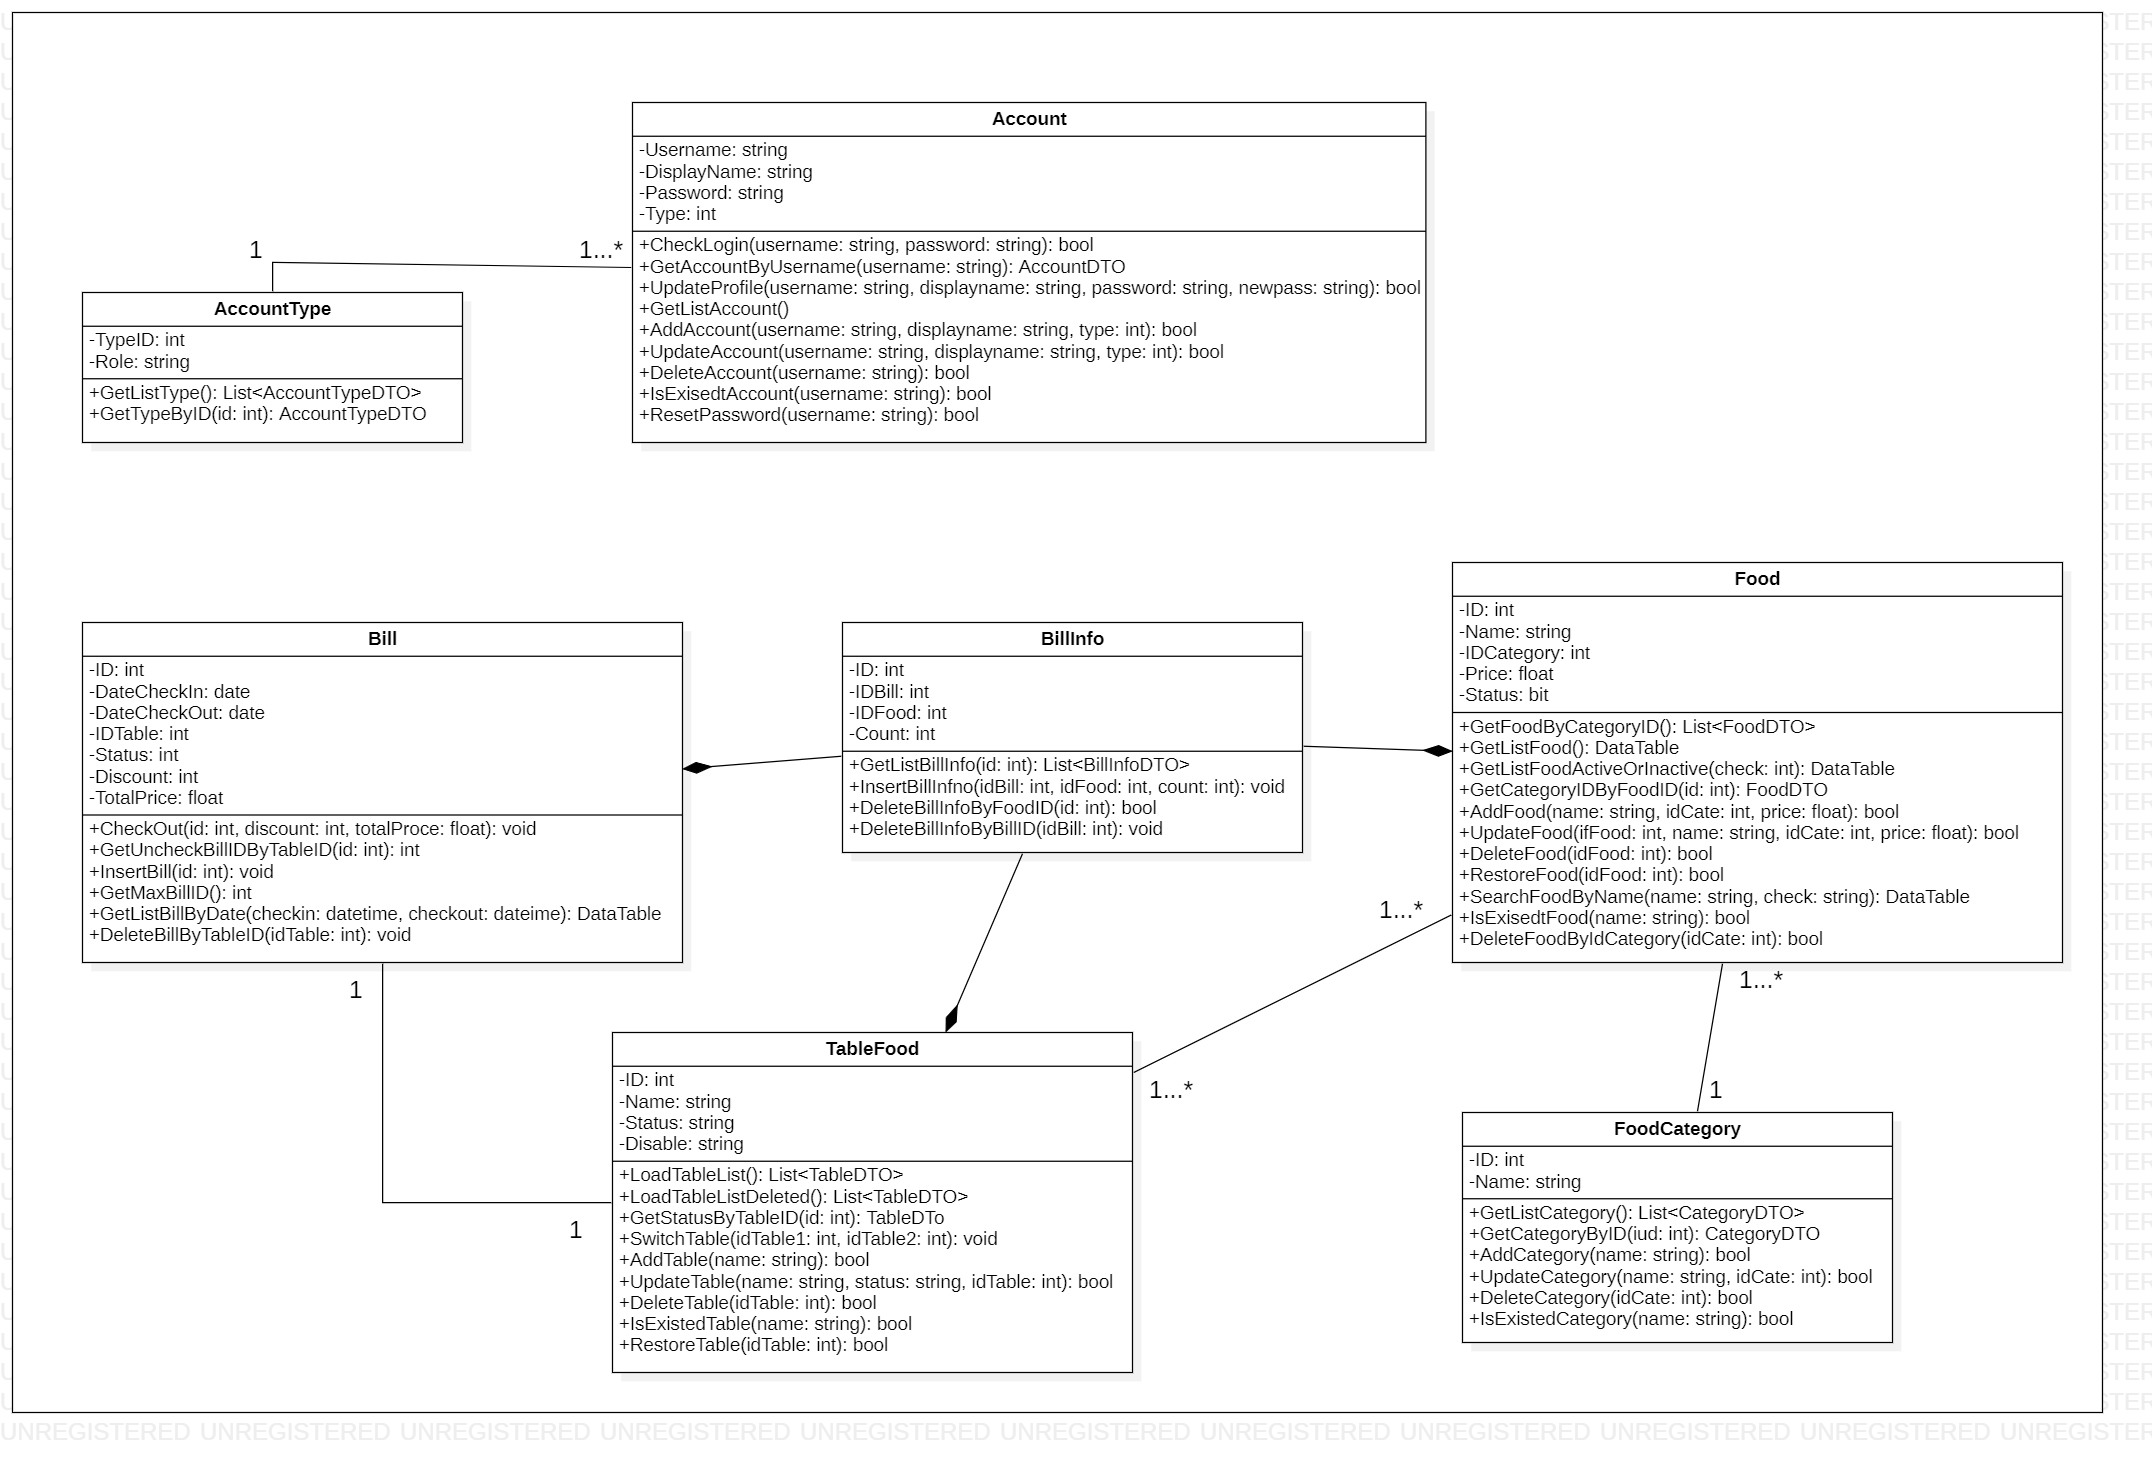 Account
-Username: string
-DisplayName: string
-Password: string
-Type: int
+CheckLogin(username: string, password: string): bool
+GetAccountByUsername(username: string): AccountDTO
+UpdateProfile(username: string, displayname: string, password: string, newpass: string): bool
+GetListAccount()
+AddAccount(username: string, displayname: string, type: int): bool
+UpdateAccount(username: string, displayname: string, type: int): bool
+DeleteAccount(username: string): bool
+IsExisedtAccount(username: string): bool
+ResetPassword(username: string): bool
1
1...*
AccountType
-TypeID: int
-Role: string
+GetListType(): List<AccountTypeDTO>
+GetTypeByID(id: int): AccountTypeDTO
Bill
-ID: int
-DateCheckIn: date
-DateCheckOut: date
-IDTable: int
-Status: int
-Discount: int
-TotalPrice: float
+CheckOut(id: int, discount: int, totalProce: float): void
+GetUncheckBillIDByTableID(id: int): int
+InsertBill(id: int): void
+GetMaxBillID(): int
+GetListBillByDate(checkin: datetime, checkout: dateime): DataTable
+DeleteBillByTableID(idTable: int): void
BillInfo
-ID: int
-IDBill: int
-IDFood: int
-Count: int
+GetListBillInfo(id: int): List<BillInfoDTO>
+InsertBillInfno(idBill: int, idFood: int, count: int): void
+DeleteBillInfoByFoodID(id: int): bool
+DeleteBillInfoByBillID(idBill: int): void
Food
-ID: int
-Name: string
-IDCategory: int
-Price: float
-Status: bit
+GetFoodByCategoryID(): List<FoodDTO>
+GetListFood(): DataTable
+GetListFoodActiveOrInactive(check: int): DataTable
+GetCategoryIDByFoodID(id: int): FoodDTO
+AddFood(name: string, idCate: int, price: float): bool
+UpdateFood(ifFood: int, name: string, idCate: int, price: float): bool
+DeleteFood(idFood: int): bool
+RestoreFood(idFood: int): bool
+SearchFoodByName(name: string, check: string): DataTable
+IsExisedtFood(name: string): bool
+DeleteFoodByIdCategory(idCate: int): bool
1...*
1
1...*
TableFood
-ID: int
-Name: string
-Status: string
-Disable: string
+LoadTableList(): List<TableDTO>
+LoadTableListDeleted(): List<TableDTO>
+GetStatusByTableID(id: int): TableDTo
+SwitchTable(idTable1: int, idTable2: int): void
+AddTable(name: string): bool
+UpdateTable(name: string, status: string, idTable: int): bool
+DeleteTable(idTable: int): bool
+IsExistedTable(name: string): bool
+RestoreTable(idTable: int): bool
1...*
1
1
FoodCategory
-ID: int
-Name: string
+GetListCategory(): List<CategoryDTO>
+GetCategoryByID(iud: int): CategoryDTO
+AddCategory(name: string): bool
+UpdateCategory(name: string, idCate: int): bool
+DeleteCategory(idCate: int): bool
+IsExistedCategory(name: string): bool
UNREGISTERED UNREGISTERED UNREGISTERED UNREGISTERED UNREGISTERED UNREGISTERED UNREGISTERED UNREGISTERED UNREGISTERED UNREGISTERED